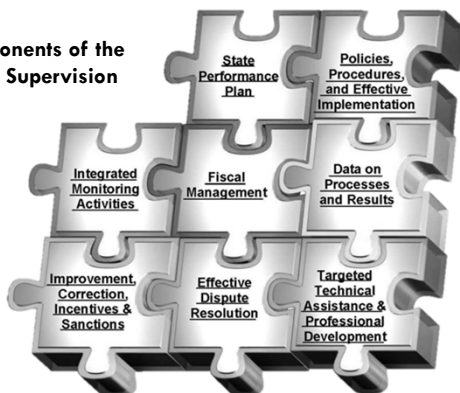 onents of the
Supervision
State
Performance
Plan
Policies,
Procedures,
and Effective
Implementation
Integrated
Monitoring
Activities
Fiscal
Management
Data on
Processes
and Results
Improvement,
Correction,
Incentives &
Sanctions
Effective
Dispute
Resolution
Targeted
Technical
Assistance &
Professional
Development